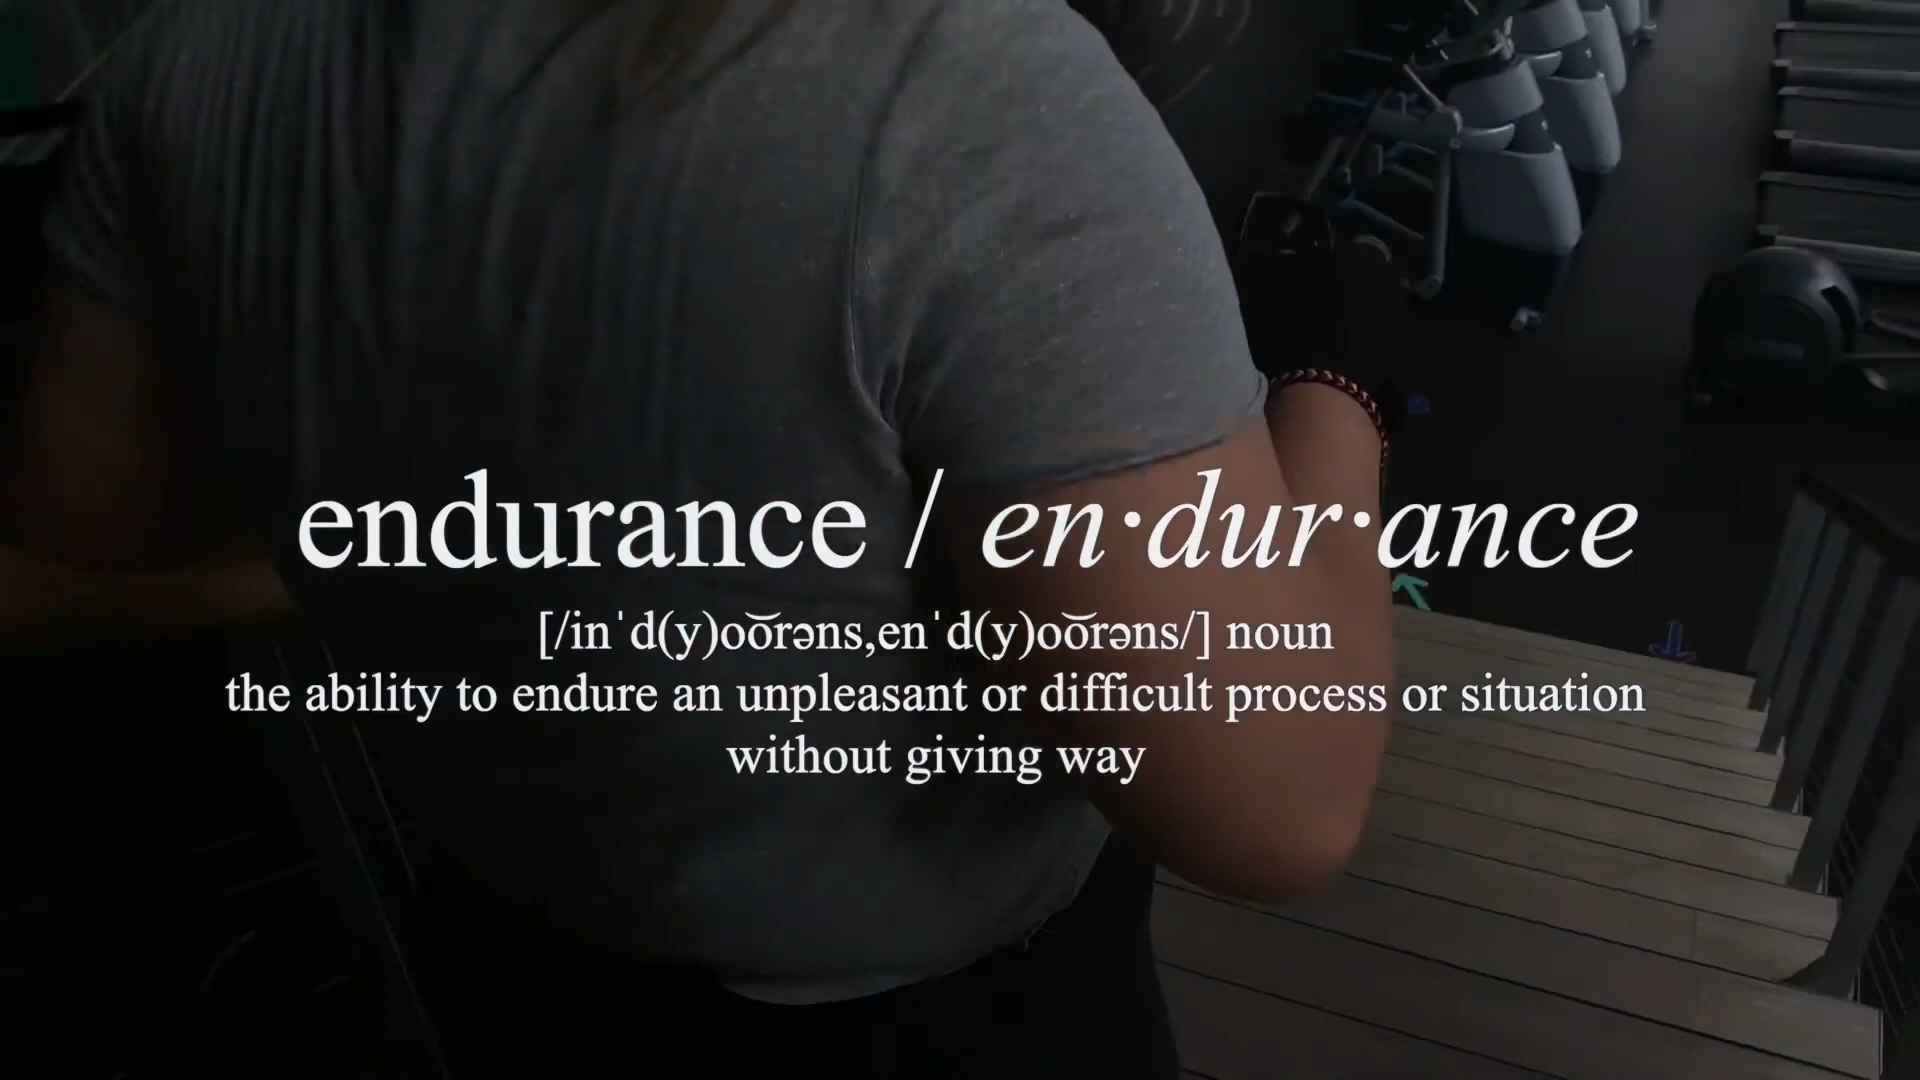 endurance / en·dur·ance
[/inˈd(y)o͝orəns,enˈd(y)o͝orəns/] noun
the ability to endure an unpleasant or difficult process or situation
without giving way